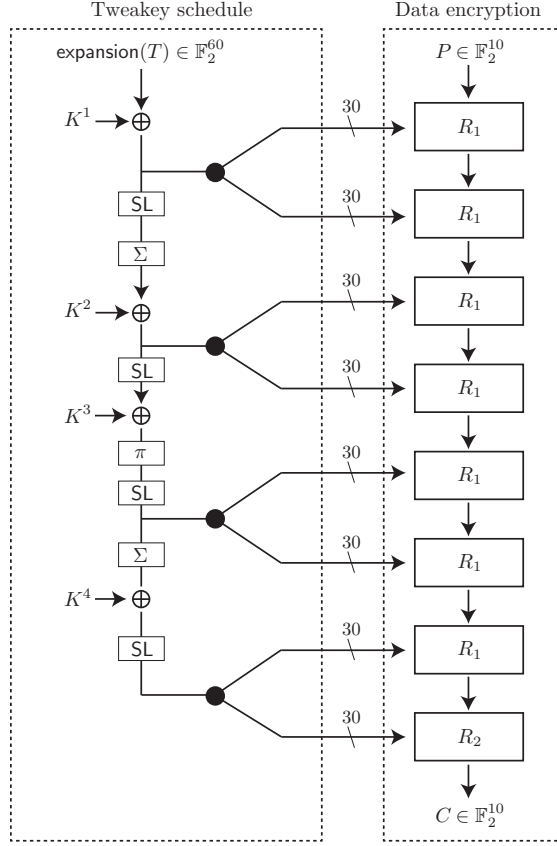 Tweakey schedule
Data encryption
expansion(T) ∈ 𝔽₂⁶⁰
P ∈ 𝔽₂¹⁰
K¹
30
R₁
SL
30
R₁
Σ
K²
30
R₁
SL
30
R₁
K³
π
30
R₁
SL
Σ
30
R₁
K⁴
SL
30
R₁
30
R₂
C ∈ 𝔽₂¹⁰